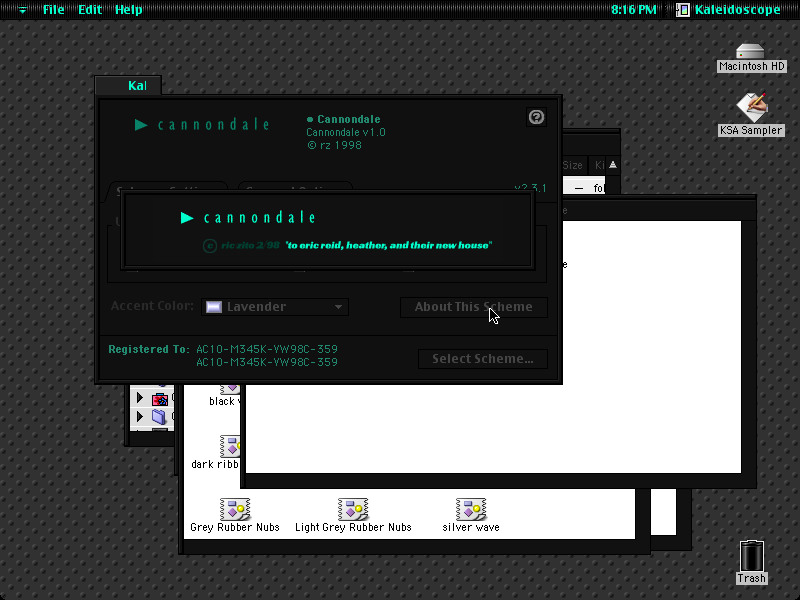 File Edit Help
8:16 PM Kaleidoscope
Macintosh HD
KSA Sampler
Kal
cannondale
• Cannondale
Cannondale v1.0
© rz 1998
?
Size
v2.3.1
fol
cannondale
ric zito 2/98 "to eric reid, heather, and their new house"
Accent Color: Lavender
About This Scheme
Registered To: AC10-M345K-VW98C-359
AC10-M345K-VW98C-359
Select Scheme...
black
dark ribb
Grey Rubber Nubs
Light Grey Rubber Nubs
silver wave
Trash